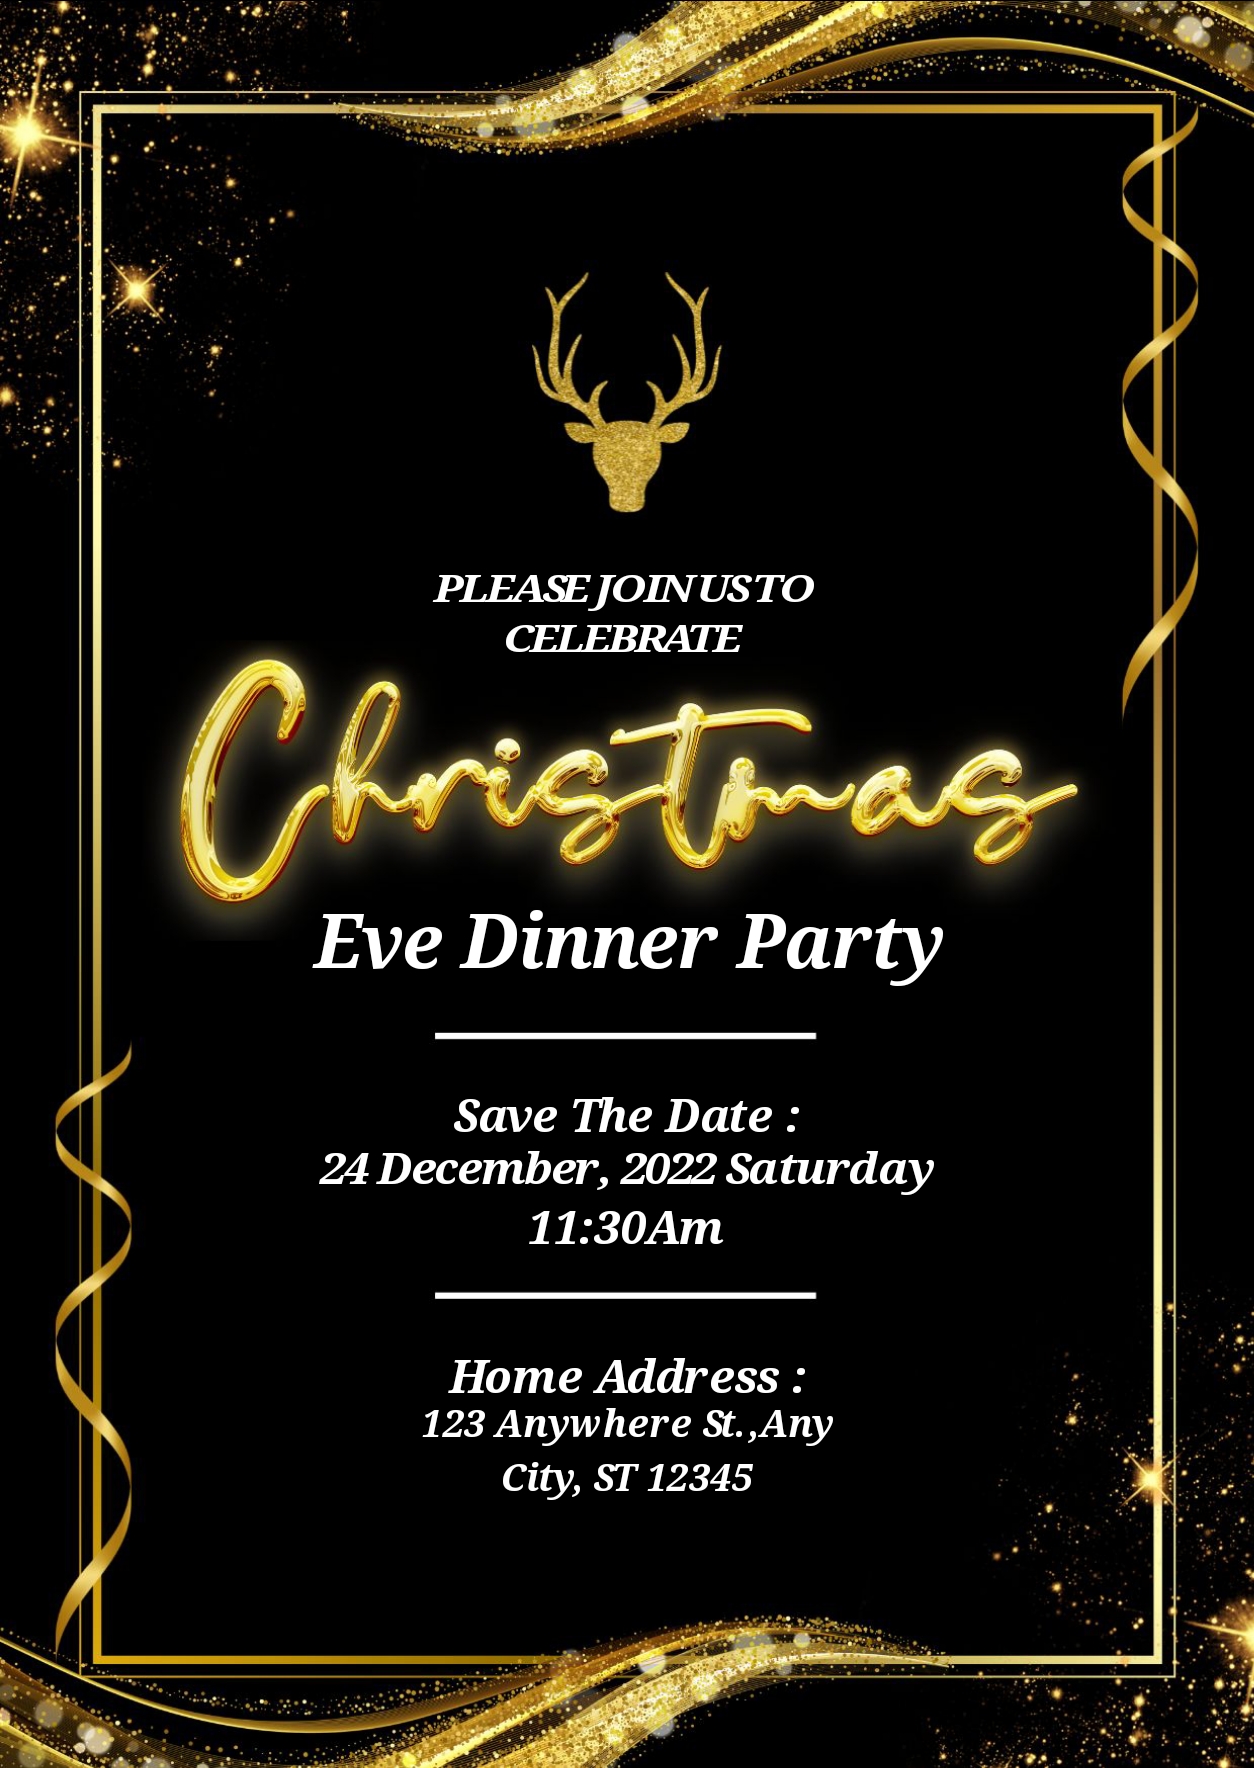 PLEASE JOIN US TO
CELEBRATE
Christmas
Eve Dinner Party
Save The Date :
24 December, 2022 Saturday
11:30Am
Home Address :
123 Anywhere St.,Any
City, ST 12345